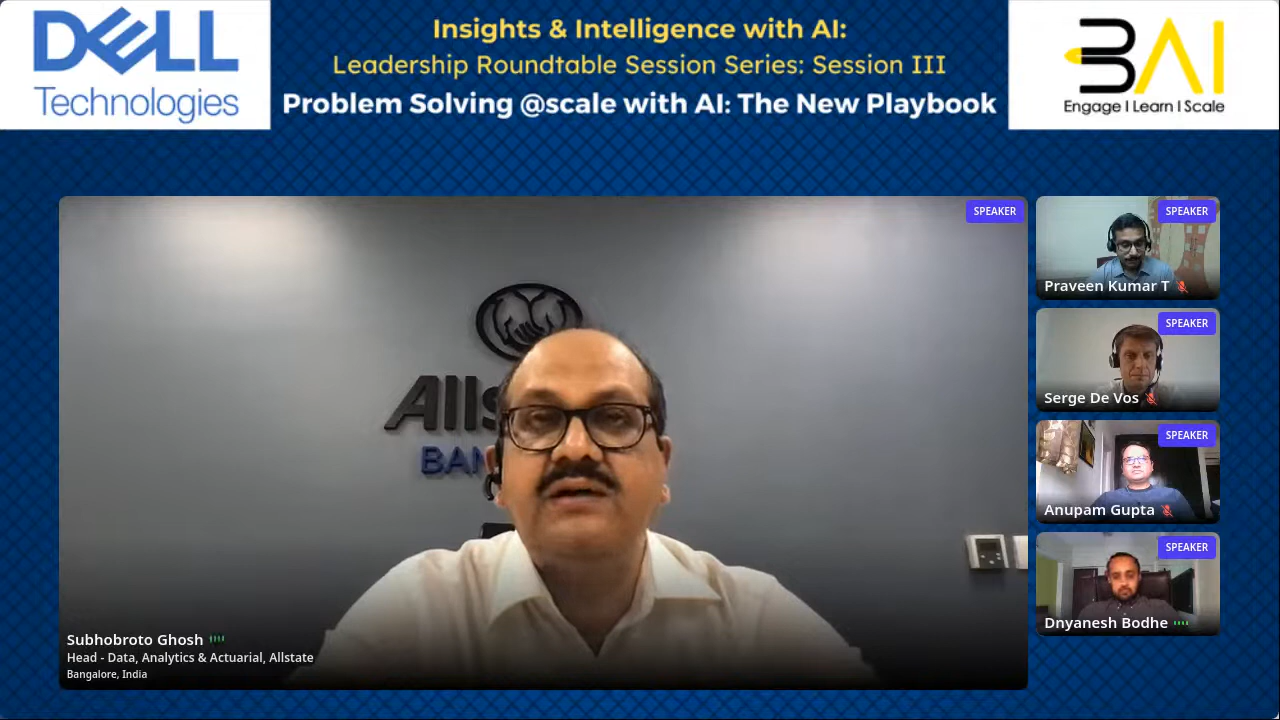 DELL
Technologies
Insights & Intelligence with AI:
Leadership Roundtable Session Series: Session III
Problem Solving @scale with AI: The New Playbook
BAI
Engage I Learn I Scale
SPEAKER
Subhobroto Ghosh
Head - Data, Analytics & Actuarial, Allstate
Bangalore, India
SPEAKER
Praveen Kumar T
SPEAKER
Serge De Vos
SPEAKER
Anupam Gupta
SPEAKER
Dnyanesh Bodhe